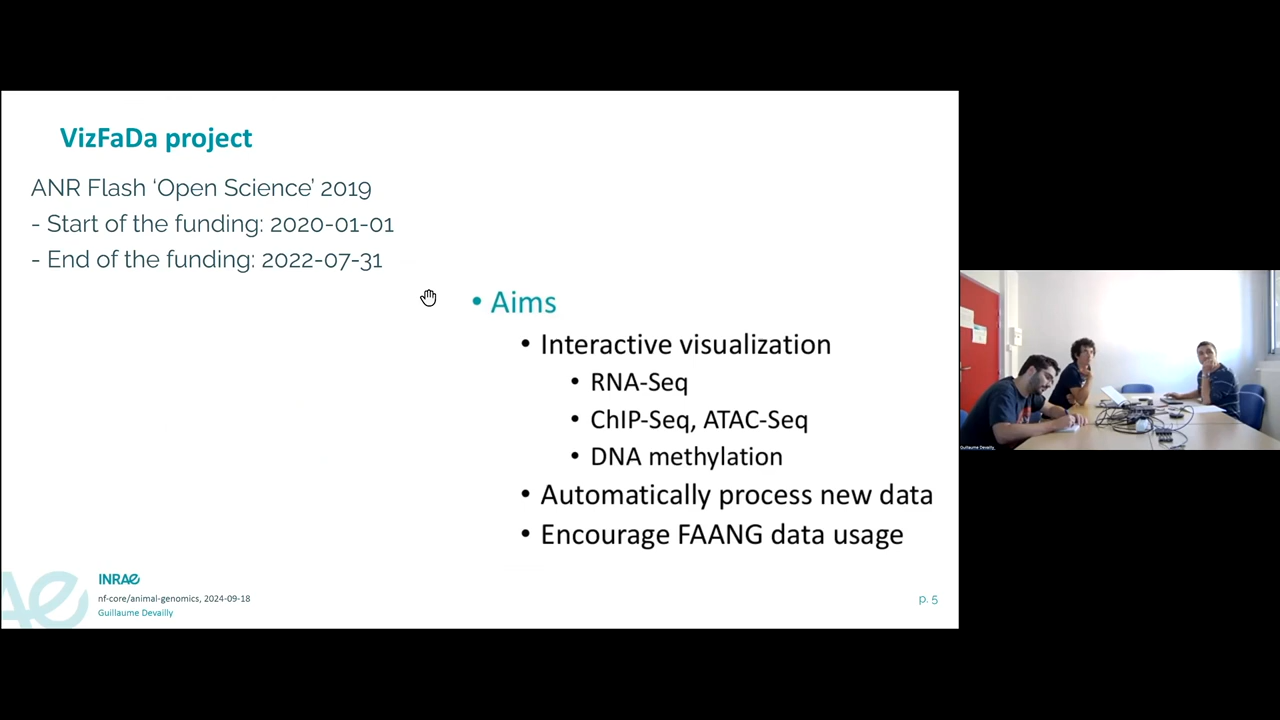 VizFaDa project
ANR Flash ‘Open Science’ 2019
- Start of the funding: 2020-01-01
- End of the funding: 2022-07-31
• Aims
• Interactive visualization
• RNA-Seq
• ChIP-Seq, ATAC-Seq
• DNA methylation
• Automatically process new data
• Encourage FAANG data usage
INRAE
nf-core/animal-genomics, 2024-09-18
Guillaume Devailly
p. 5
Guillaume Devailly,